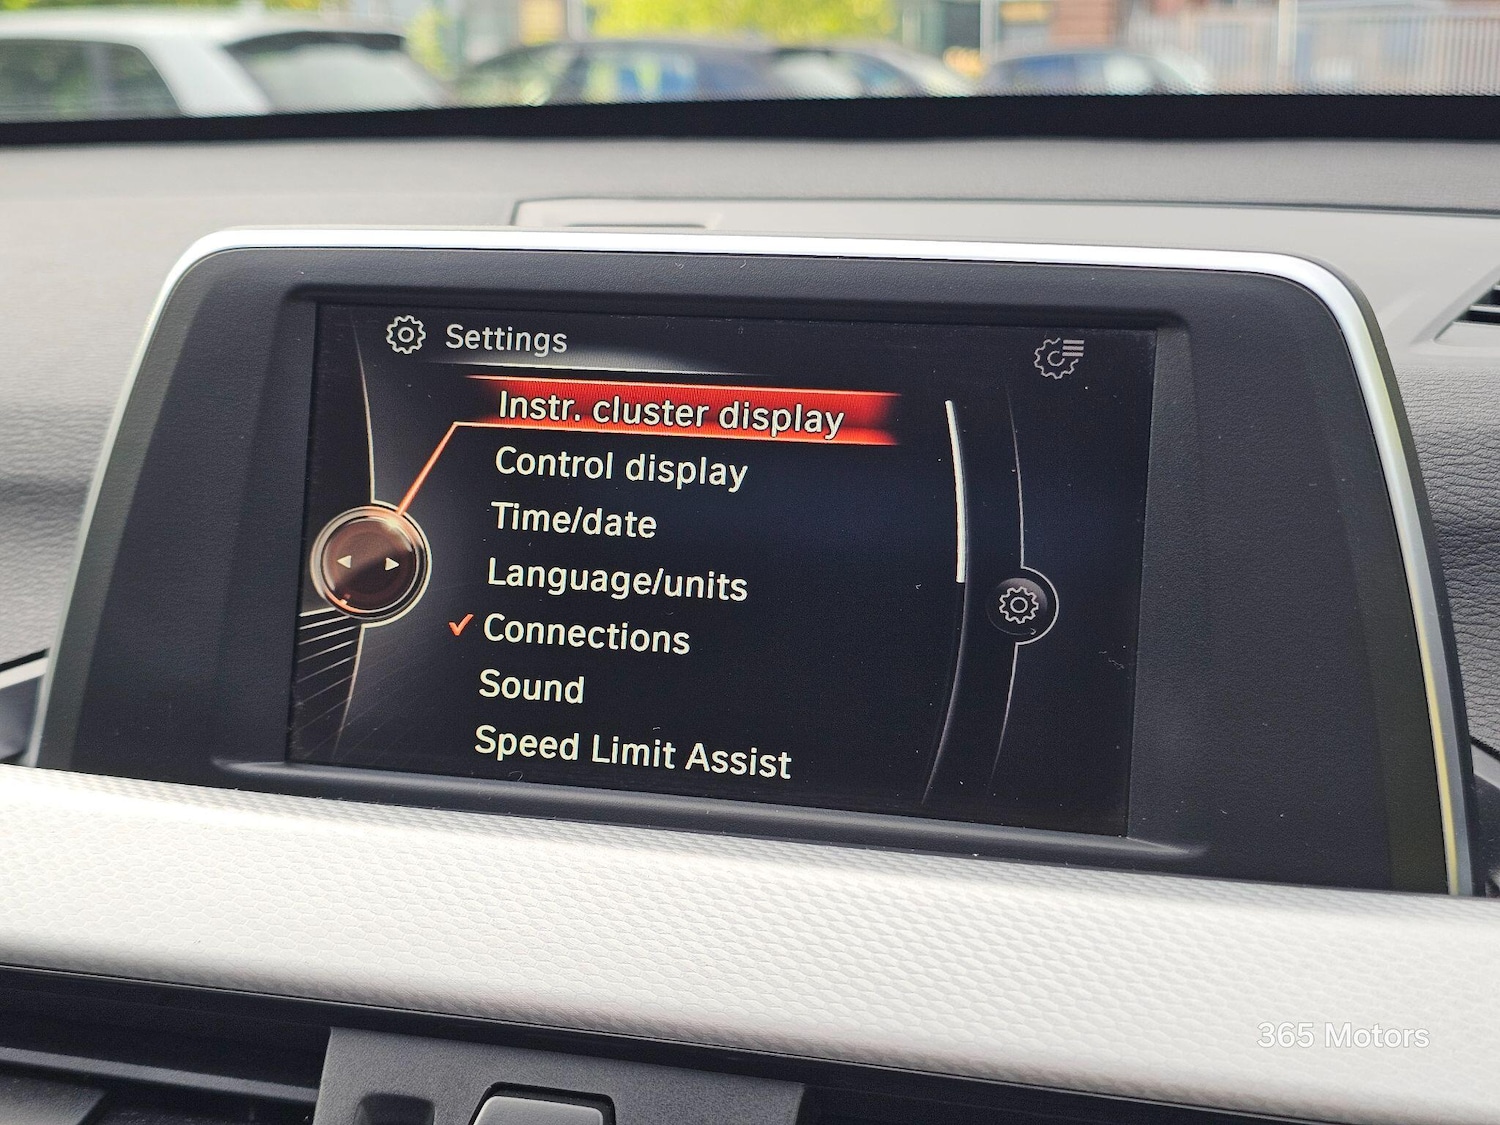 Settings
Instr. cluster display
Control display
Time/date
Language/units
Connections
Sound
Speed Limit Assist
365 Motors